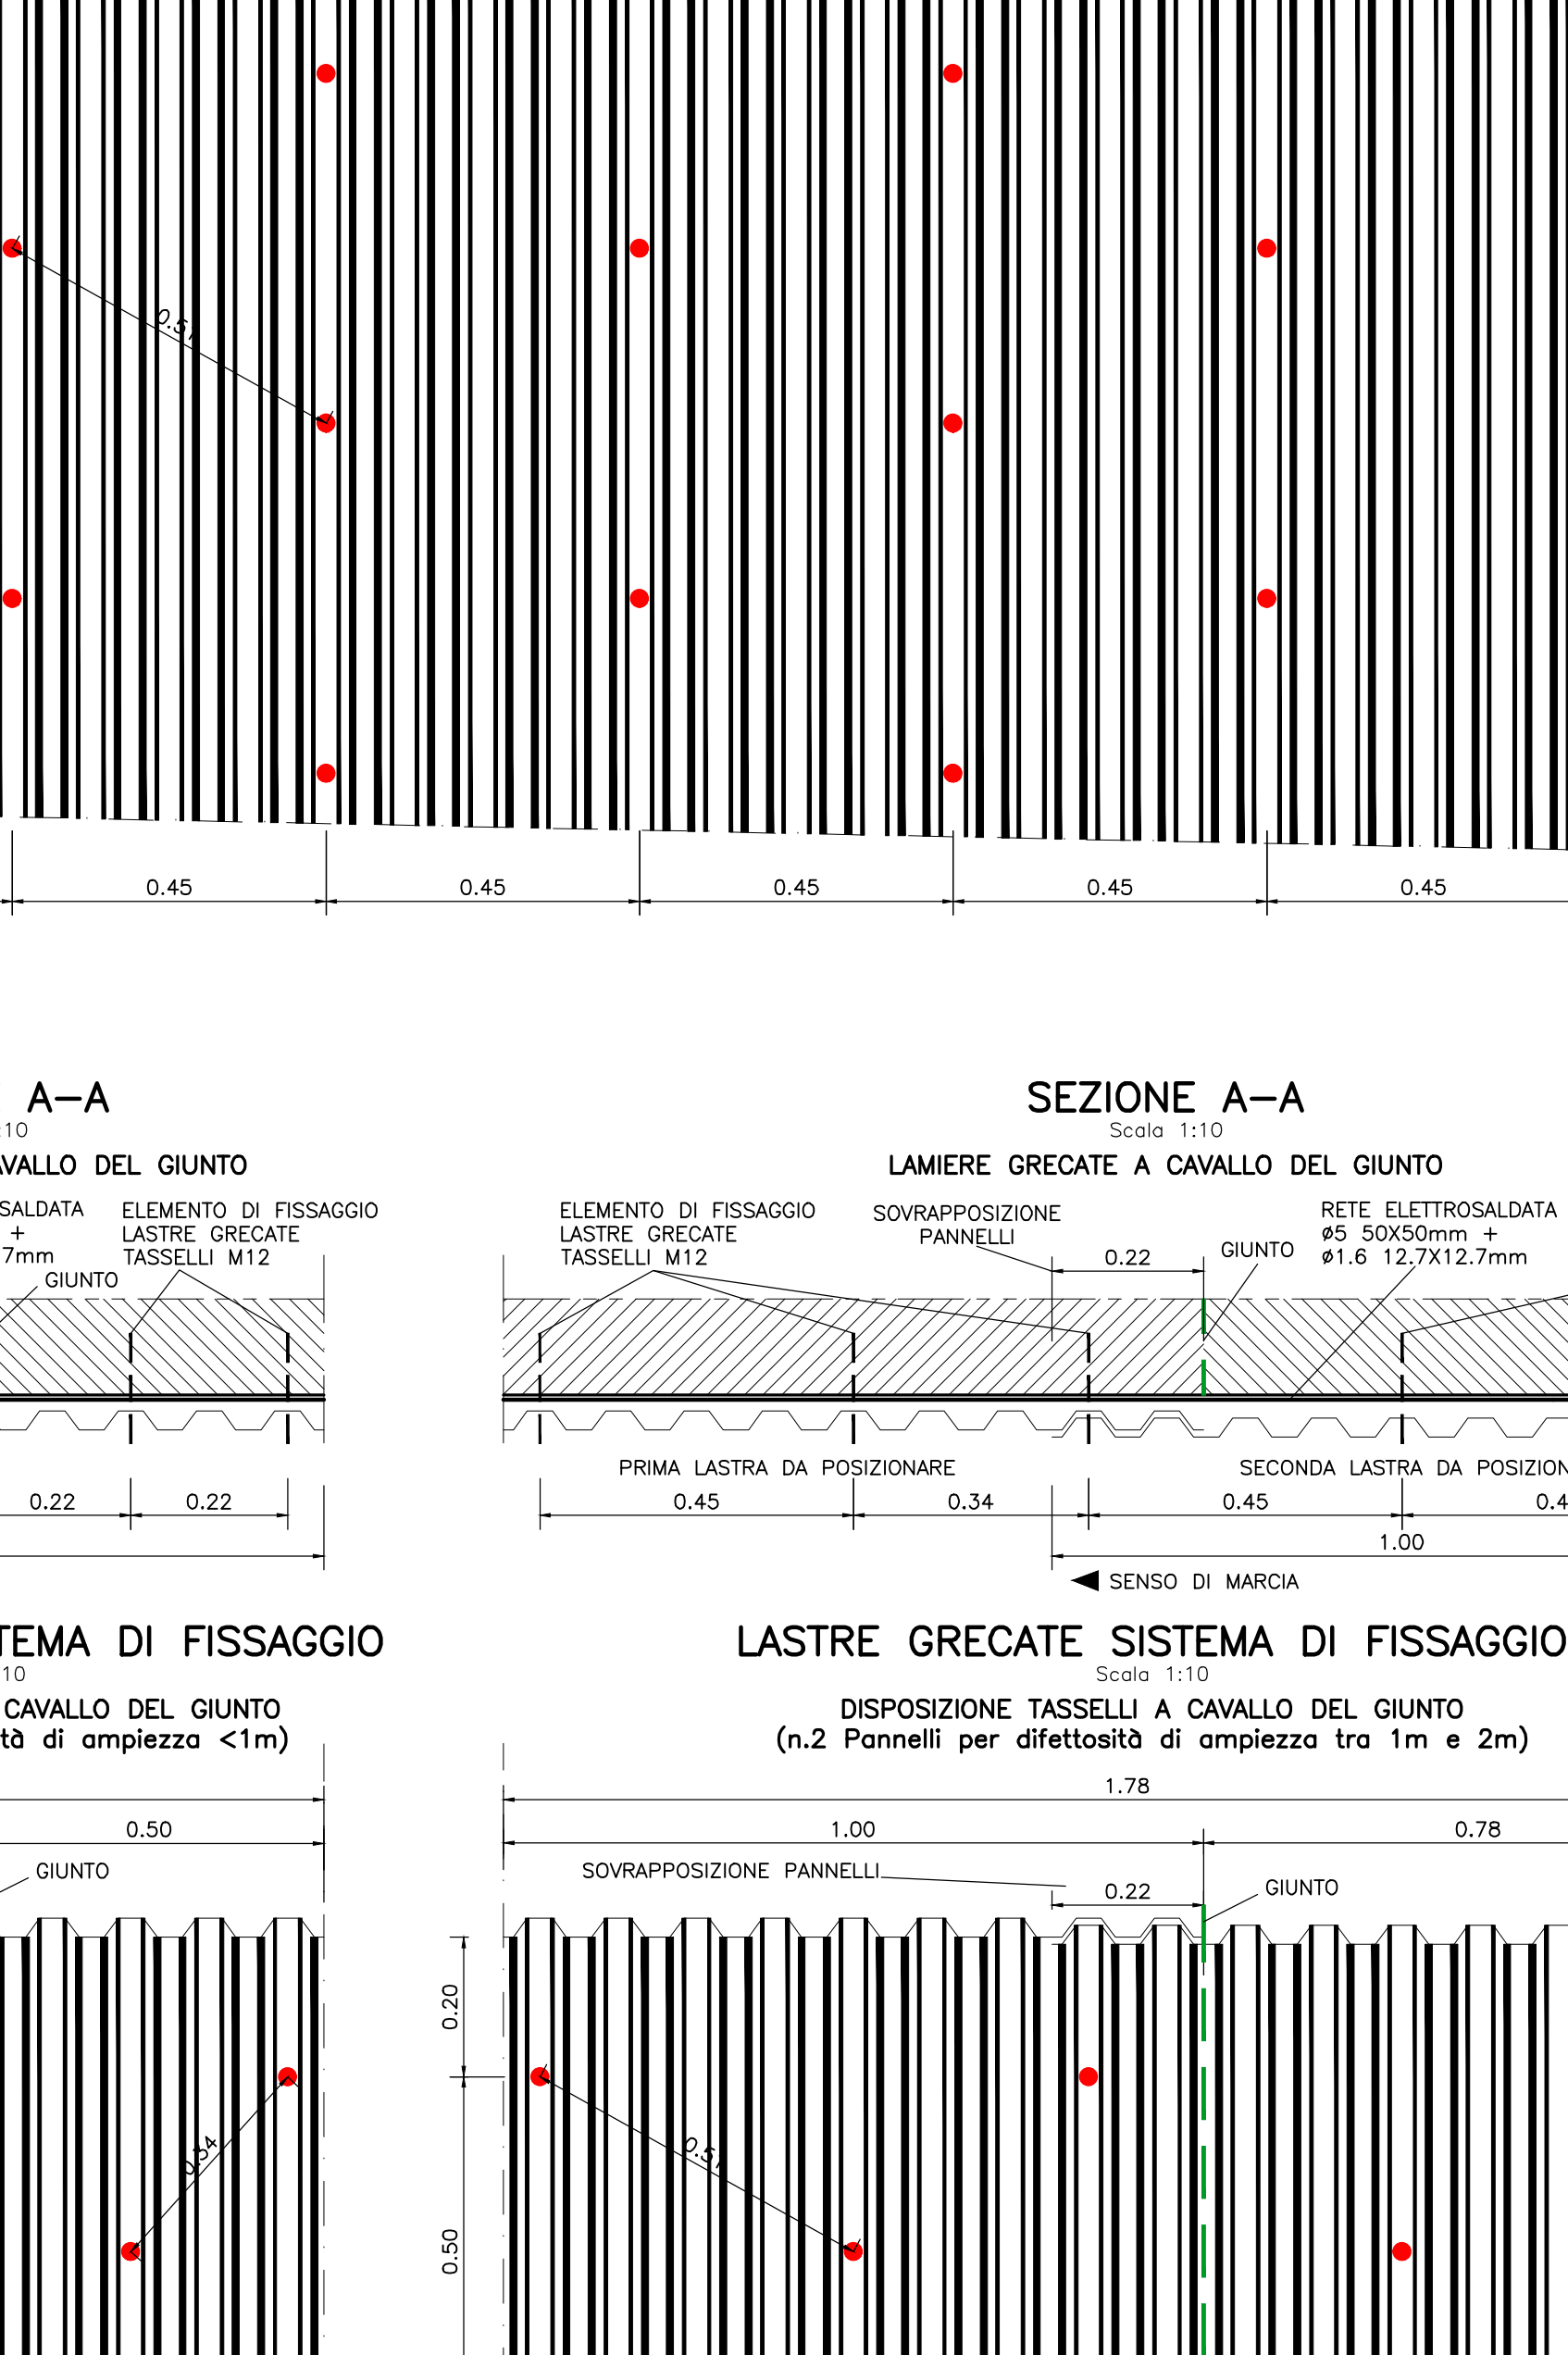 0.51
0.45 0.45 0.45 0.45 0.45
A–A
:10
CAVALLO DEL GIUNTO
SALDATA
+
7mm
ELEMENTO DI FISSAGGIO
LASTRE GRECATE
TASSELLI M12
GIUNTO
0.22 0.22
SEZIONE A–A
Scala 1:10
LAMIERE GRECATE A CAVALLO DEL GIUNTO
ELEMENTO DI FISSAGGIO
LASTRE GRECATE
TASSELLI M12
SOVRAPPOSIZIONE
PANNELLI
0.22
GIUNTO
RETE ELETTROSALDATA
ø5 50X50mm +
ø1.6 12.7X12.7mm
PRIMA LASTRA DA POSIZIONARE
SECONDA LASTRA DA POSIZION
0.45 0.34 0.45 0.4
1.00
SENSO DI MARCIA
TEMA DI FISSAGGIO
:10
CAVALLO DEL GIUNTO
tà di ampiezza <1m)
0.50
GIUNTO
0.34
LASTRE GRECATE SISTEMA DI FISSAGGIO
Scala 1:10
DISPOSIZIONE TASSELLI A CAVALLO DEL GIUNTO
(n.2 Pannelli per difettosità di ampiezza tra 1m e 2m)
1.78
1.00 0.78
SOVRAPPOSIZIONE PANNELLI
0.22
GIUNTO
0.20
0.51
0.50